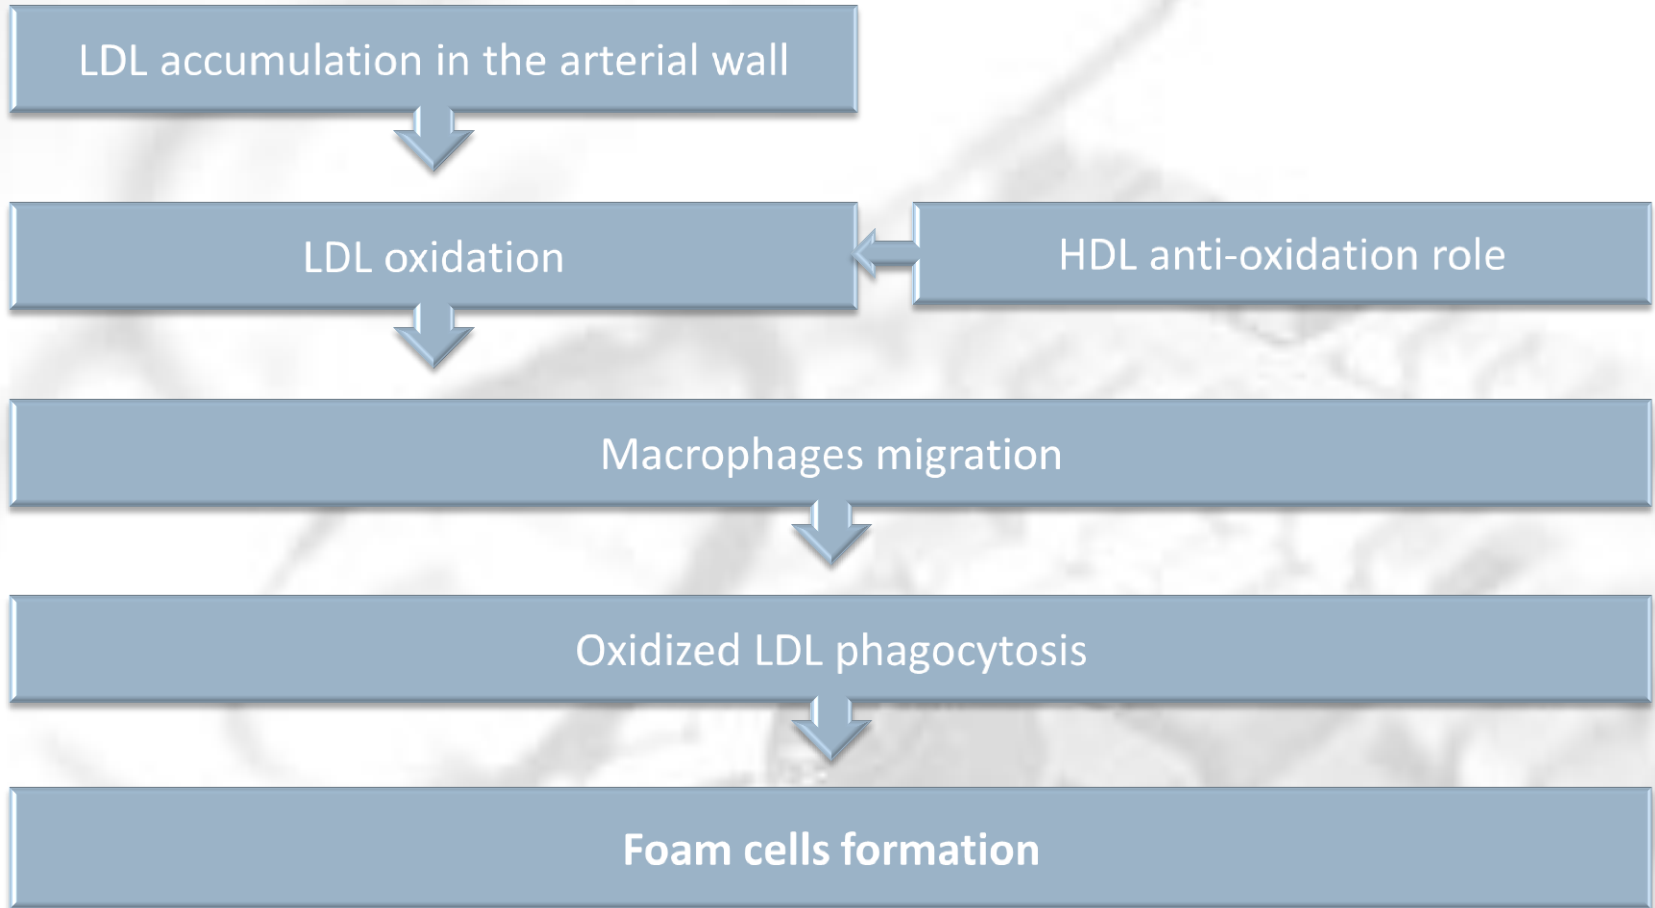 LDL accumulation in the arterial wall
LDL oxidation
HDL anti-oxidation role
Macrophages migration
Oxidized LDL phagocytosis
Foam cells formation